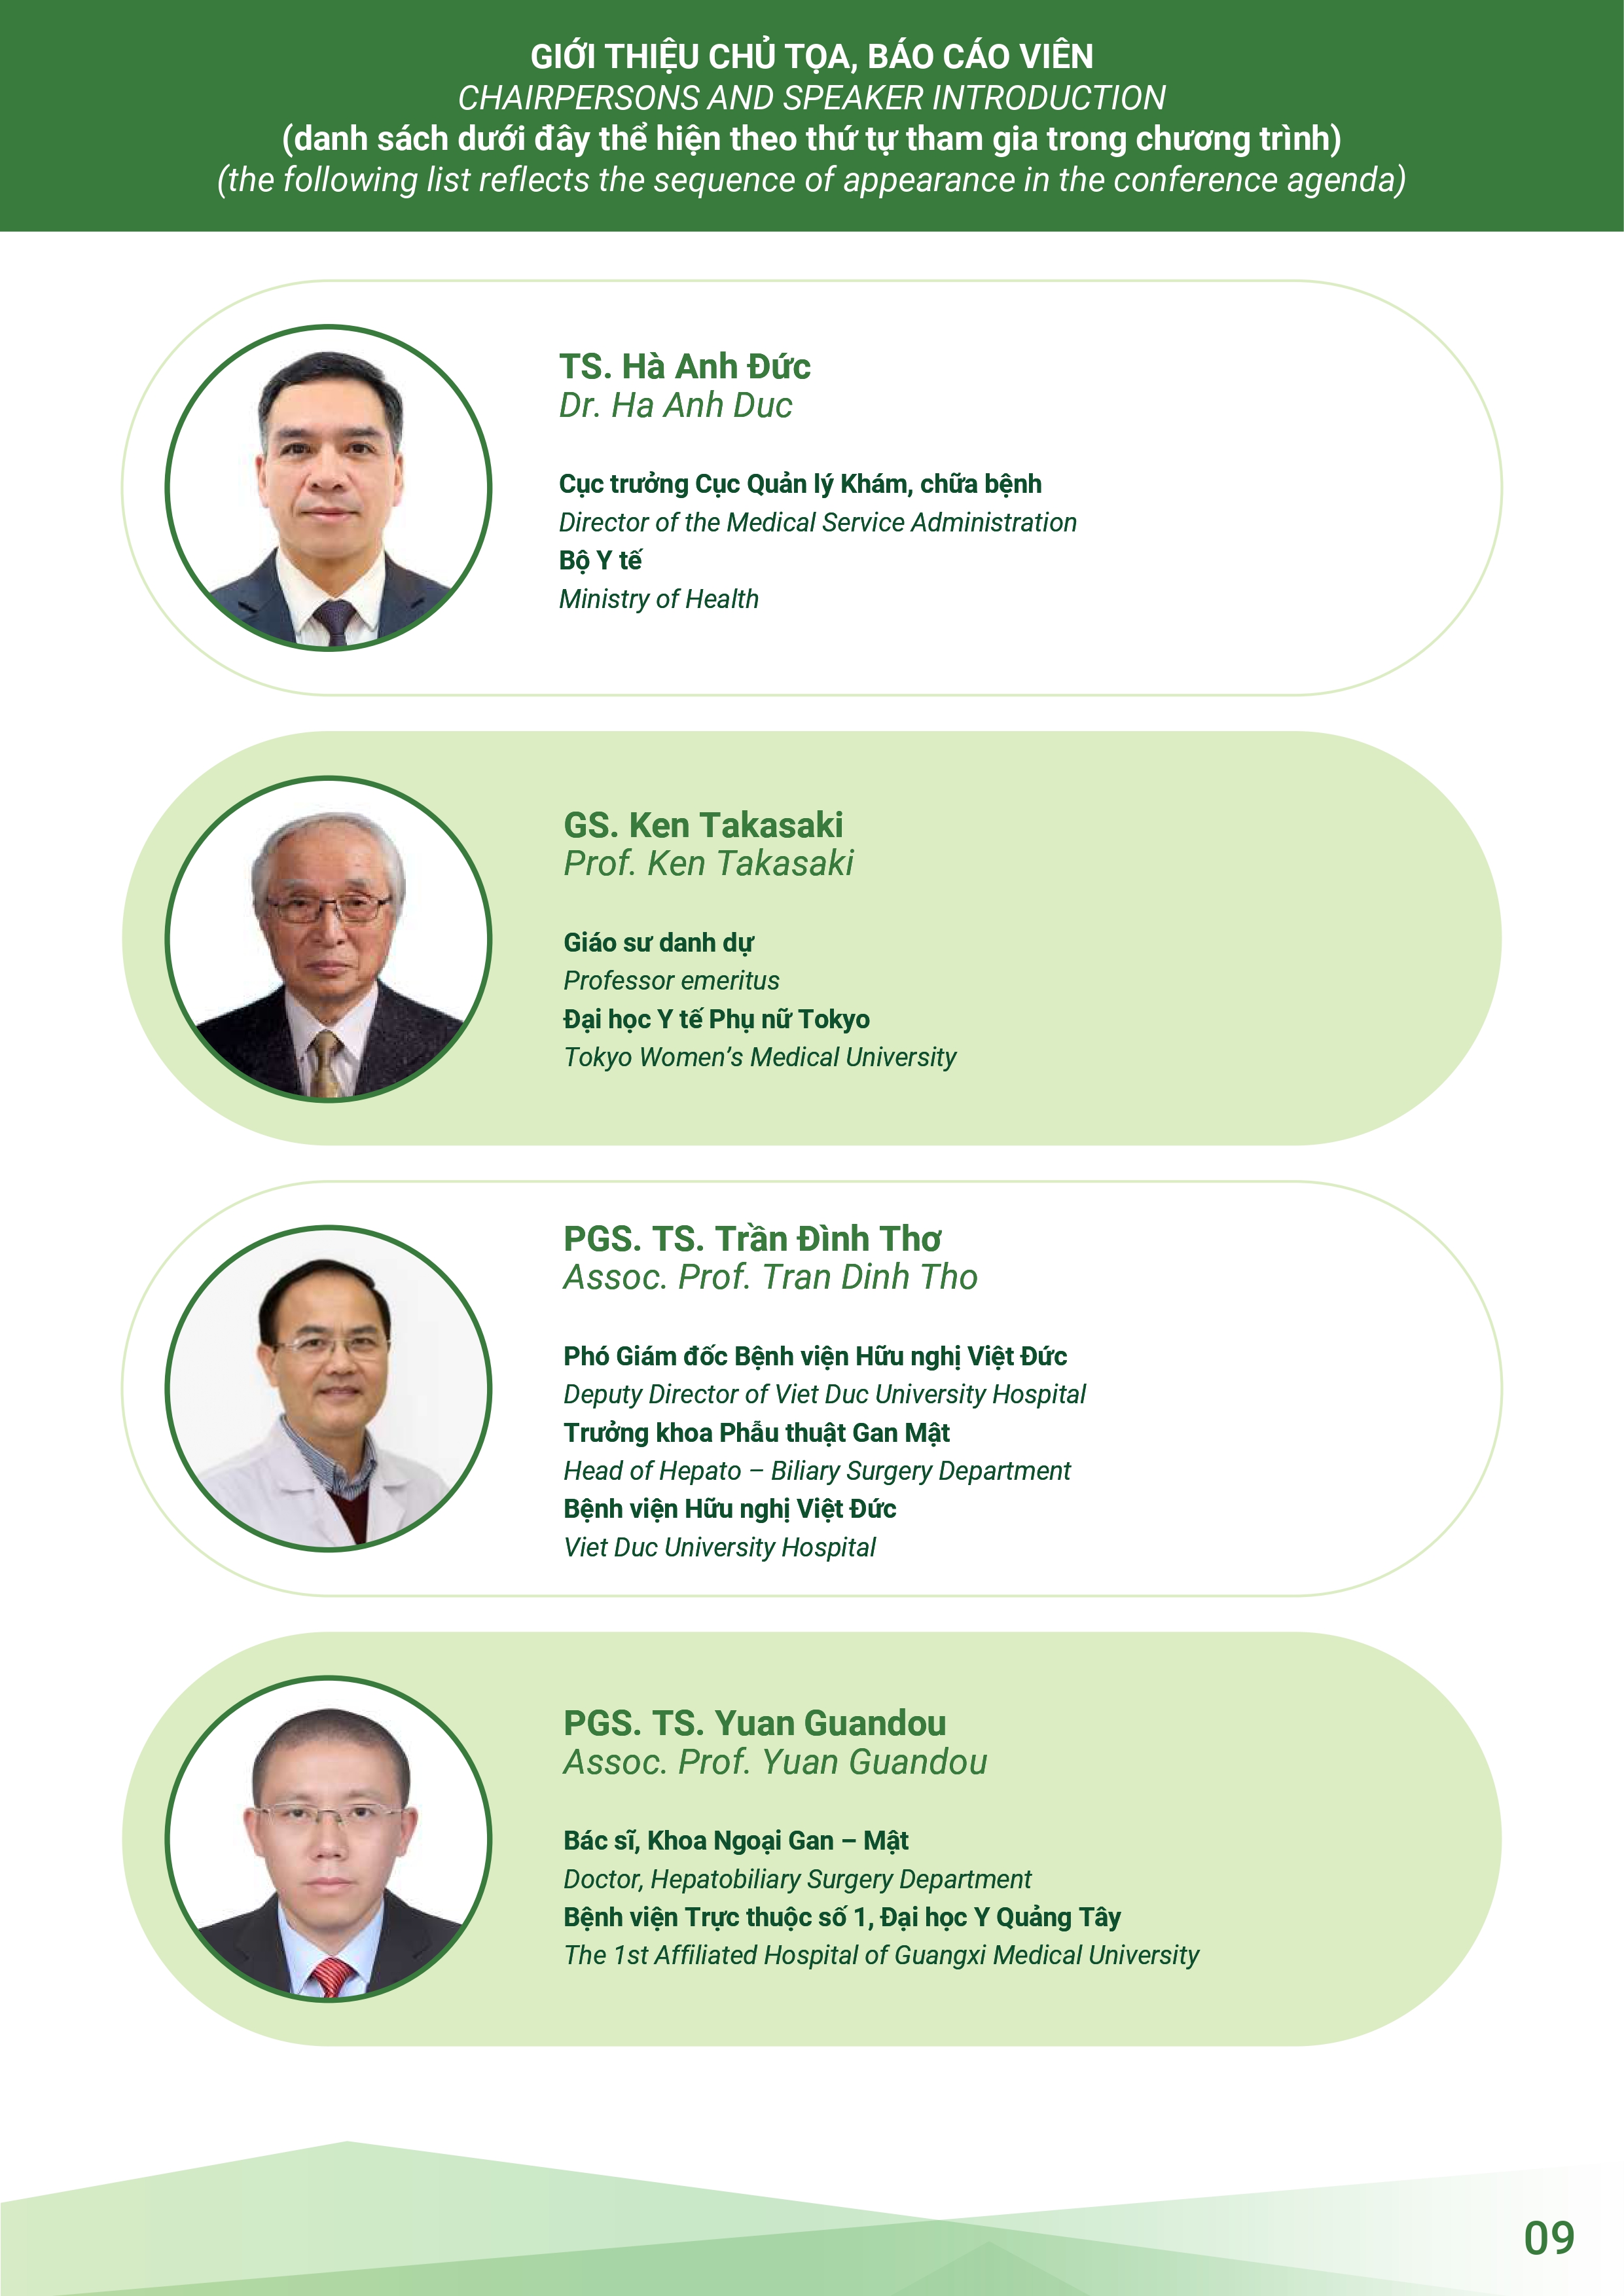 GIỚI THIỆU CHỦ TỌA, BÁO CÁO VIÊN
CHAIRPERSONS AND SPEAKER INTRODUCTION
(danh sách dưới đây thể hiện theo thứ tự tham gia trong chương trình)
(the following list reflects the sequence of appearance in the conference agenda)
TS. Hà Anh Đức
Dr. Ha Anh Duc
Cục trưởng Cục Quản lý Khám, chữa bệnh
Director of the Medical Service Administration
Bộ Y tế
Ministry of Health
GS. Ken Takasaki
Prof. Ken Takasaki
Giáo sư danh dự
Professor emeritus
Đại học Y tế Phụ nữ Tokyo
Tokyo Women’s Medical University
PGS. TS. Trần Đình Thơ
Assoc. Prof. Tran Dinh Tho
Phó Giám đốc Bệnh viện Hữu nghị Việt Đức
Deputy Director of Viet Duc University Hospital
Trưởng khoa Phẫu thuật Gan Mật
Head of Hepato – Biliary Surgery Department
Bệnh viện Hữu nghị Việt Đức
Viet Duc University Hospital
PGS. TS. Yuan Guandou
Assoc. Prof. Yuan Guandou
Bác sĩ, Khoa Ngoại Gan – Mật
Doctor, Hepatobiliary Surgery Department
Bệnh viện Trực thuộc số 1, Đại học Y Quảng Tây
The 1st Affiliated Hospital of Guangxi Medical University
09